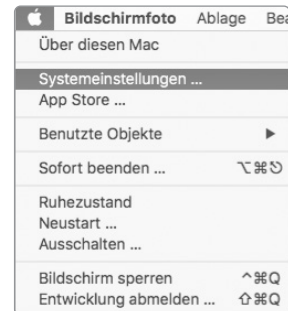 Bildschirmfoto Ablage Bea
Über diesen Mac
Systemeinstellungen ...
App Store ...
Benutzte Objekte ▶
Sofort beenden ... ⌥⌘⎋
Ruhezustand
Neustart ...
Ausschalten ...
Bildschirm sperren ^⌘Q
Entwicklung abmelden ... ⇧⌘Q